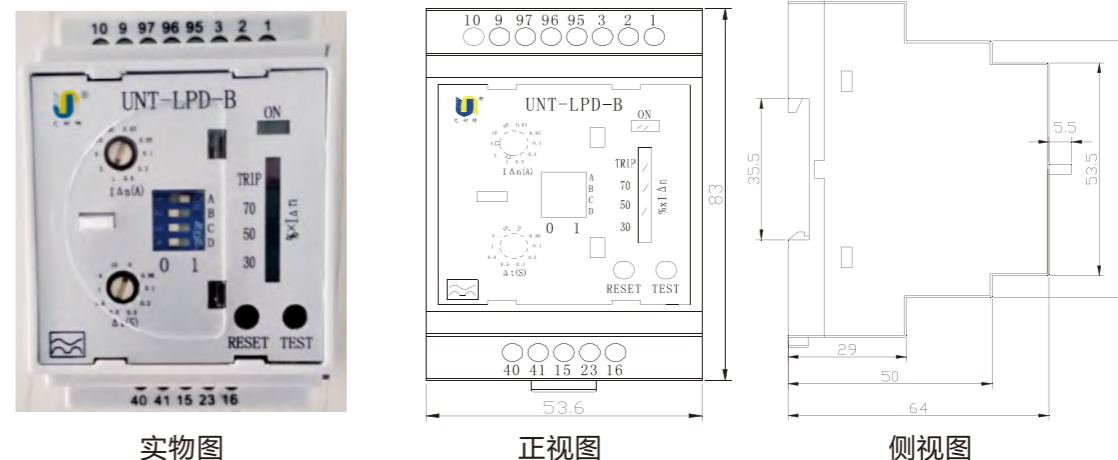 10 9 97 96 95 3 2 1
UNT-LPD-B
ON
IΔn(A)
TRIP
70
50
30
%×IΔn
A
B
C
D
0 1
Δt(S)
RESET TEST
40 41 15 23 16
实物图
10 9 97 96 95 3 2 1
UNT-LPD-B
ON
IΔn(A)
TRIP
70
50
30
%xIΔn
A
B
C
D
0 1
Δt(S)
RESET TEST
40 41 15 23 16
53.6
83
正视图
35.5
5.5
53.5
29
50
64
侧视图